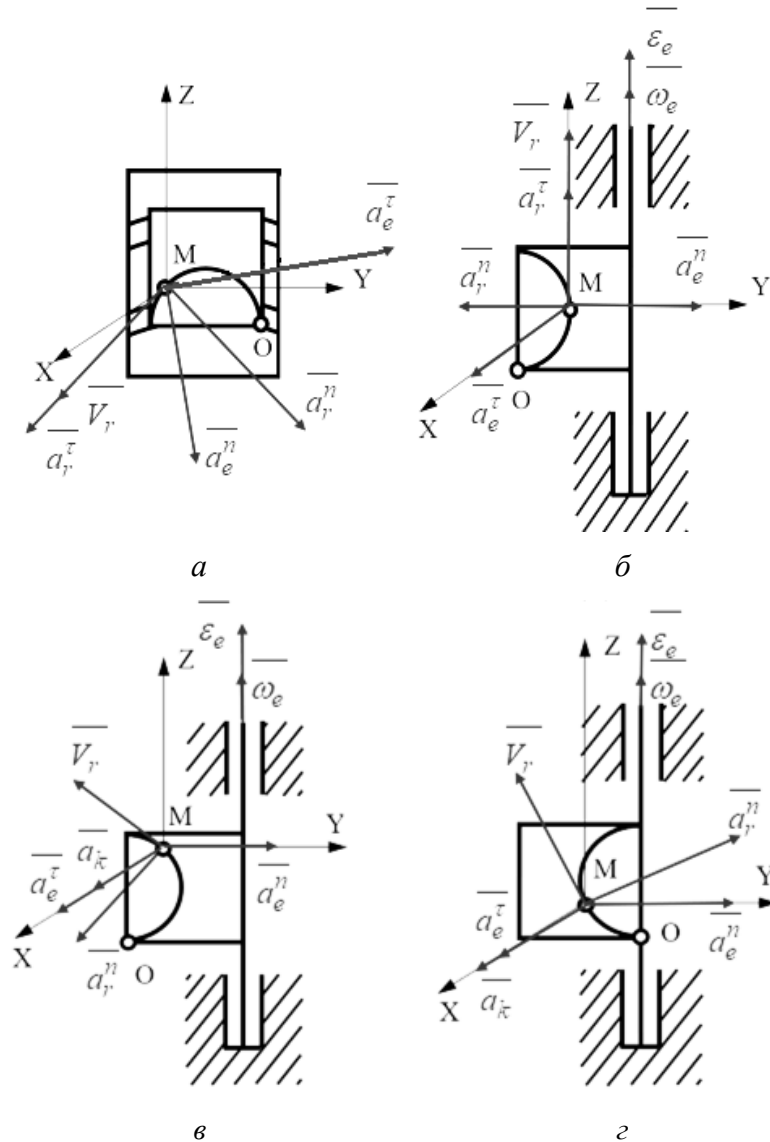 Z
M
Y
X
O
a_e^τ
V_r
a_r^τ
a_e^n
a_r^n
а
ε_e
ω_e
Z
V_r
a_r^τ
a_r^n
a_e^n
M
Y
X
O
a_e^τ
б
ε_e
ω_e
Z
V_r
M
Y
a_k
a_e^τ
a_e^n
X
a_r^n
O
в
ε_e
ω_e
Z
V_r
a_r^n
M
Y
a_e^τ
O
a_e^n
X
a_k
г